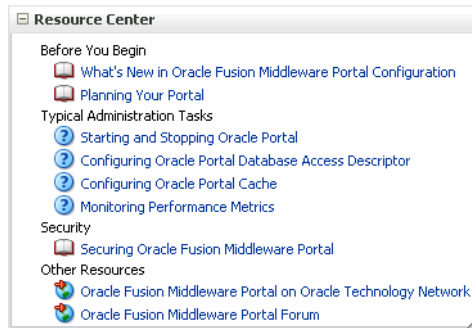 Resource Center
Before You Begin
What's New in Oracle Fusion Middleware Portal Configuration
Planning Your Portal
Typical Administration Tasks
Starting and Stopping Oracle Portal
Configuring Oracle Portal Database Access Descriptor
Configuring Oracle Portal Cache
Monitoring Performance Metrics
Security
Securing Oracle Fusion Middleware Portal
Other Resources
Oracle Fusion Middleware Portal on Oracle Technology Network
Oracle Fusion Middleware Portal Forum